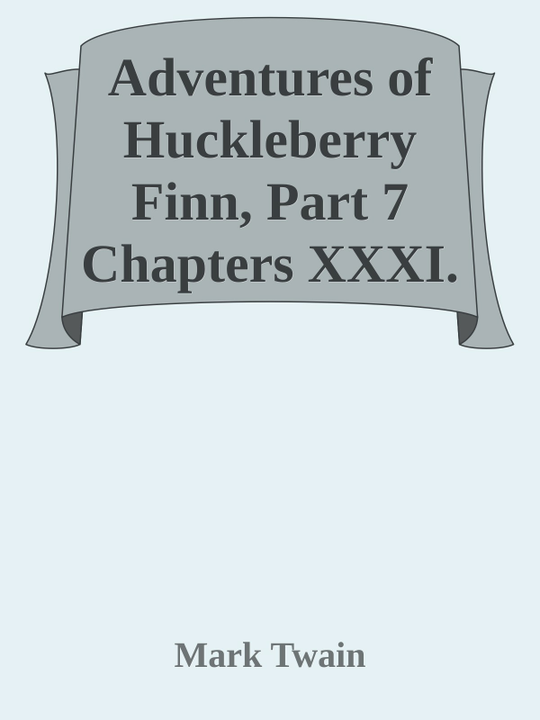 Adventures of
Huckleberry
Finn, Part 7
Chapters XXXI.
Mark Twain